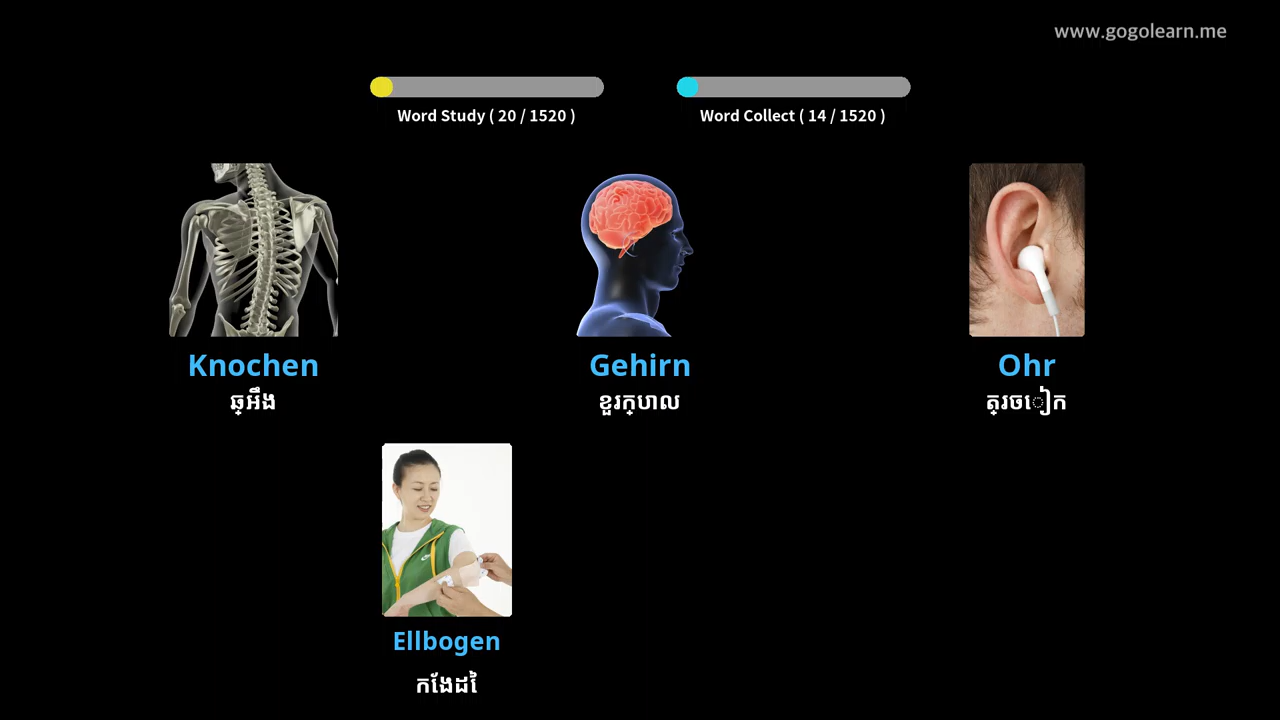 www.gogolearn.me
Word Study ( 20 / 1520 )
Word Collect ( 14 / 1520 )
Knochen
Gehirn
Ohr
ឆ្អឹង
ខួរក្បាល
ត្រចៀក
Ellbogen
កងែដៃ